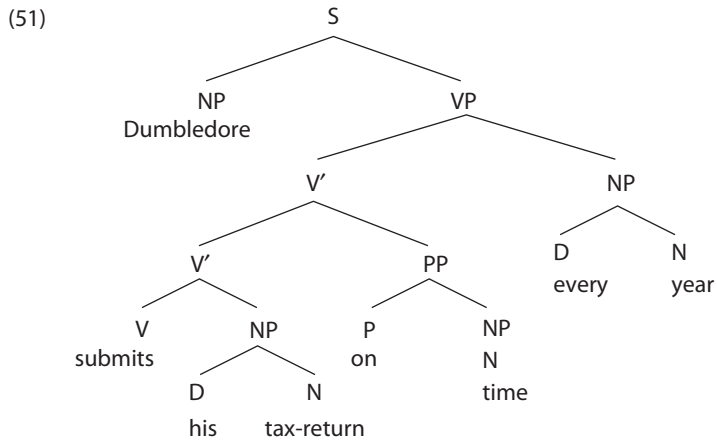 (51)
S
NP VP
Dumbledore
V′ NP
V′ PP D N
every year
V NP P NP
submits on N
D N time
his tax-return